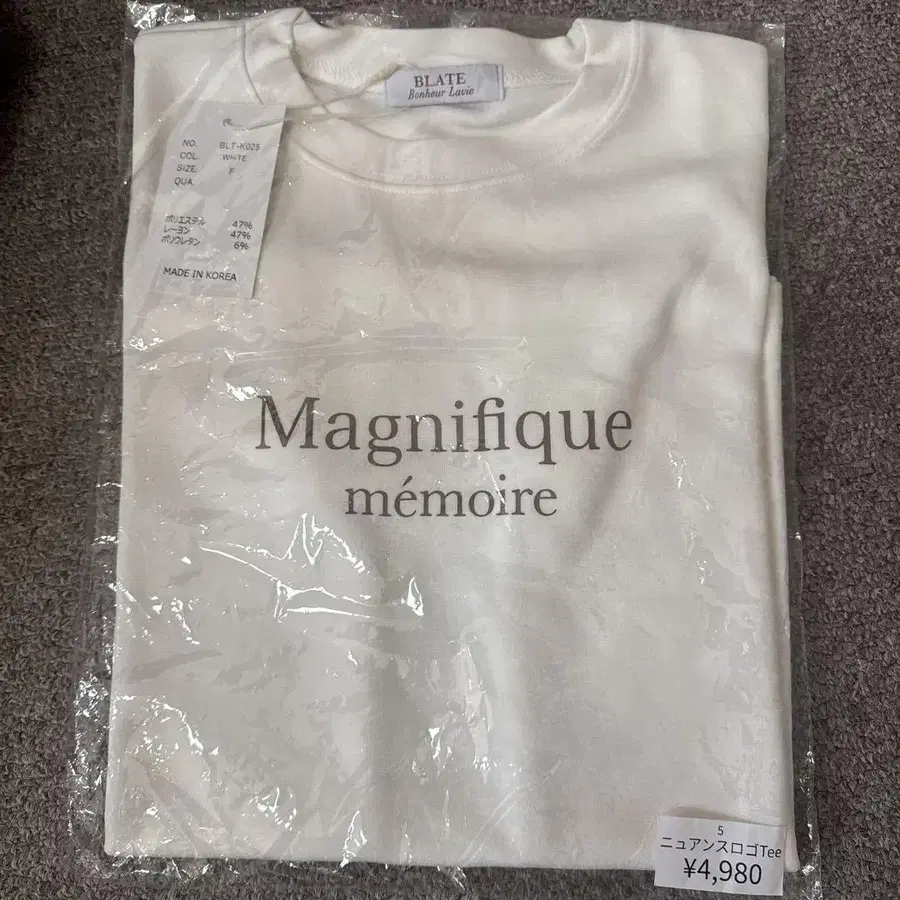 BLATE
Bonheur Lavie
NO. BLT-K025
COL. WHITE
SIZE. F
QUA.
ポリエステル 47%
レーヨン 47%
ポリウレタン 6%
MADE IN KOREA
Magnifique
mémoire
5
ニュアンスロゴTee
¥4,980